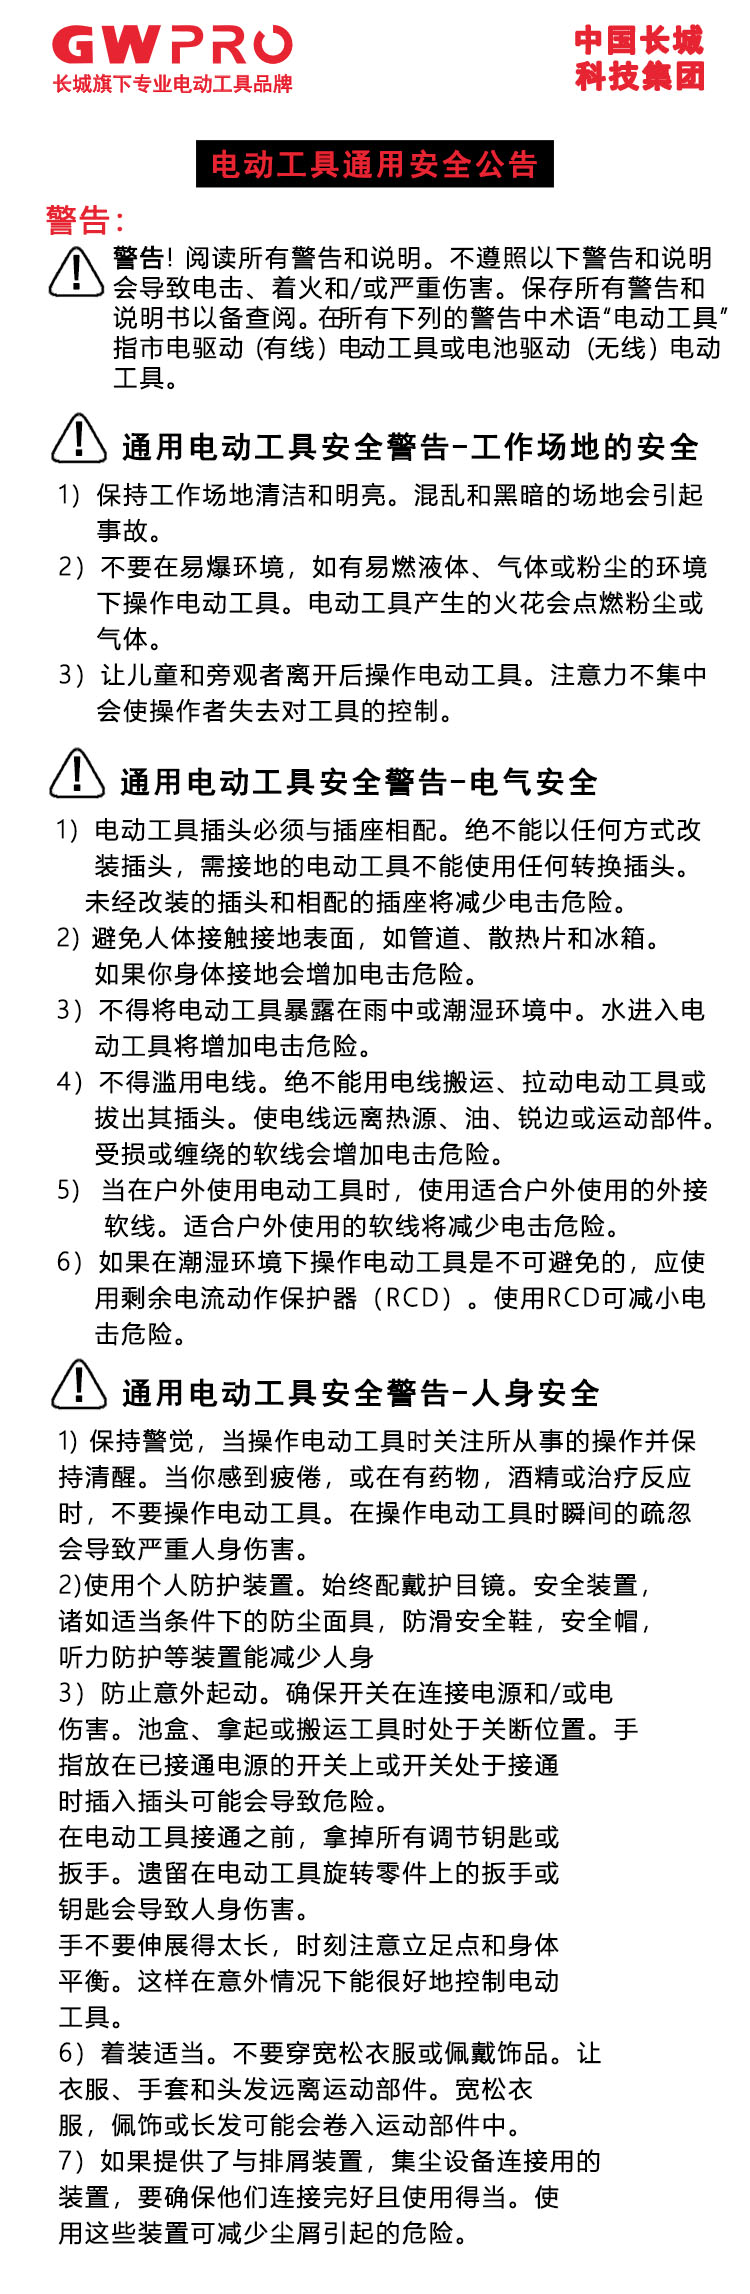 GWPRO
长城旗下专业电动工具品牌
中国长城
科技集团
电动工具通用安全公告
警告：
警告! 阅读所有警告和说明。不遵照以下警告和说明
会导致电击、着火和/或严重伤害。保存所有警告和
说明书以备查阅。在所有下列的警告中术语“电动工具”
指市电驱动（有线）电动工具或电池驱动（无线）电动
工具。
通用电动工具安全警告-工作场地的安全
1）保持工作场地清洁和明亮。混乱和黑暗的场地会引起
事故。
2）不要在易爆环境，如有易燃液体、气体或粉尘的环境
下操作电动工具。电动工具产生的火花会点燃粉尘或
气体。
3）让儿童和旁观者离开后操作电动工具。注意力不集中
会使操作者失去对工具的控制。
通用电动工具安全警告-电气安全
1）电动工具插头必须与插座相配。绝不能以任何方式改
装插头，需接地的电动工具不能使用任何转换插头。
未经改装的插头和相配的插座将减少电击危险。
2) 避免人体接触接地表面，如管道、散热片和冰箱。
如果你身体接地会增加电击危险。
3）不得将电动工具暴露在雨中或潮湿环境中。水进入电
动工具将增加电击危险。
4）不得滥用电线。绝不能用电线搬运、拉动电动工具或
拔出其插头。使电线远离热源、油、锐边或运动部件。
受损或缠绕的软线会增加电击危险。
5） 当在户外使用电动工具时，使用适合户外使用的外接
软线。适合户外使用的软线将减少电击危险。
6）如果在潮湿环境下操作电动工具是不可避免的，应使
用剩余电流动作保护器（RCD）。使用RCD可减小电
击危险。
通用电动工具安全警告-人身安全
1) 保持警觉，当操作电动工具时关注所从事的操作并保
持清醒。当你感到疲倦，或在有药物，酒精或治疗反应
时，不要操作电动工具。在操作电动工具时瞬间的疏忽
会导致严重人身伤害。
2)使用个人防护装置。始终配戴护目镜。安全装置，
诸如适当条件下的防尘面具，防滑安全鞋，安全帽，
听力防护等装置能减少人身
3）防止意外起动。确保开关在连接电源和/或电
伤害。池盒、拿起或搬运工具时处于关断位置。手
指放在已接通电源的开关上或开关处于接通
时插入插头可能会导致危险。
在电动工具接通之前，拿掉所有调节钥匙或
扳手。遗留在电动工具旋转零件上的扳手或
钥匙会导致人身伤害。
手不要伸展得太长，时刻注意立足点和身体
平衡。这样在意外情况下能很好地控制电动
工具。
6）着装适当。不要穿宽松衣服或佩戴饰品。让
衣服、手套和头发远离运动部件。宽松衣
服，佩饰或长发可能会卷入运动部件中。
7）如果提供了与排屑装置，集尘设备连接用的
装置，要确保他们连接完好且使用得当。使
用这些装置可减少尘屑引起的危险。